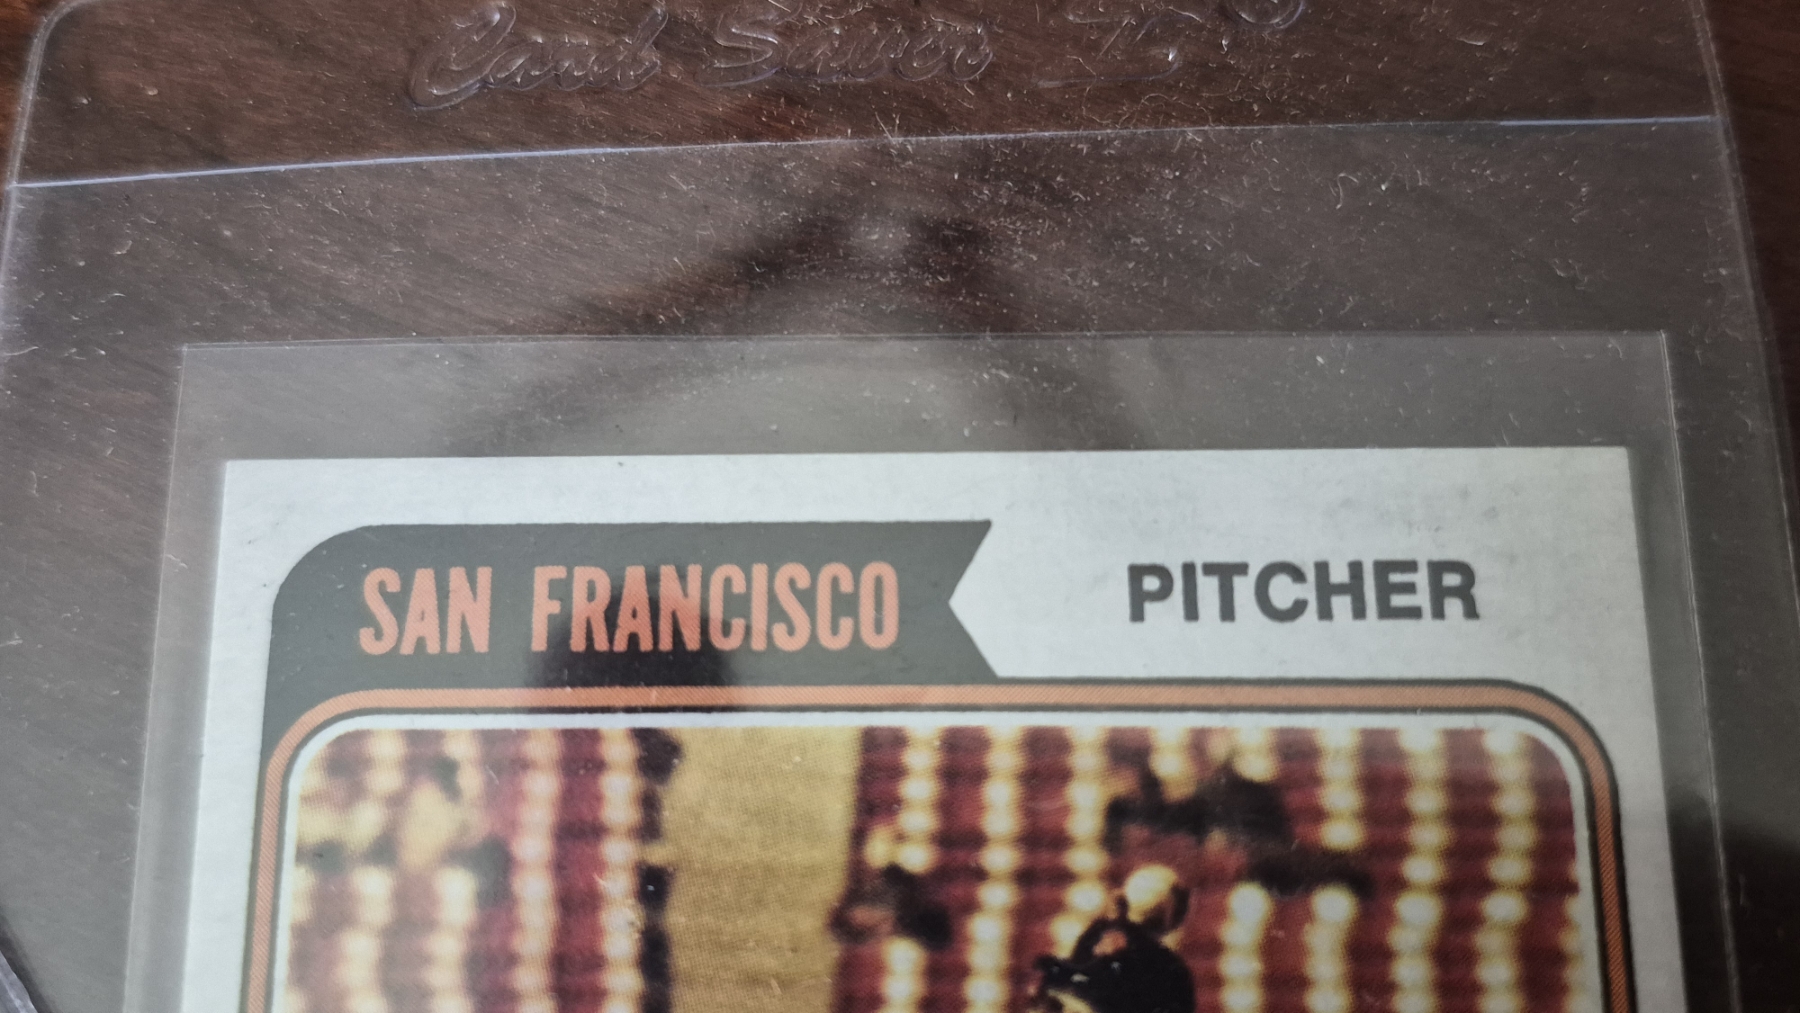 Card Saver I®
SAN FRANCISCO
PITCHER